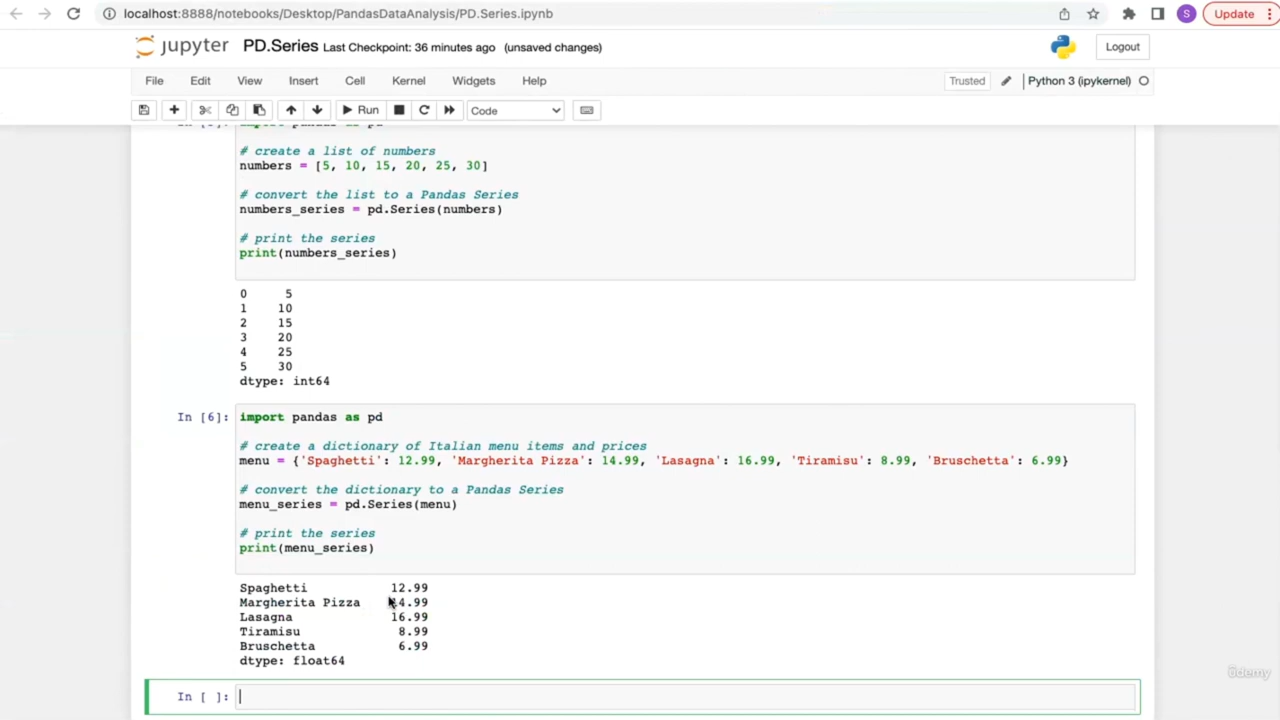 localhost:8888/notebooks/Desktop/PandasDataAnalysis/PD.Series.ipynb
S
Update
jupyter PD.Series Last Checkpoint: 36 minutes ago (unsaved changes)
Logout
File Edit View Insert Cell Kernel Widgets Help
Trusted
Python 3 (ipykernel)
Run
Code
import pandas as pd
# create a list of numbers
numbers = [5, 10, 15, 20, 25, 30]
# convert the list to a Pandas Series
numbers_series = pd.Series(numbers)
# print the series
print(numbers_series)
0 5
1 10
2 15
3 20
4 25
5 30
dtype: int64
In [6]: import pandas as pd
# create a dictionary of Italian menu items and prices
menu = {'Spaghetti': 12.99, 'Margherita Pizza': 14.99, 'Lasagna': 16.99, 'Tiramisu': 8.99, 'Bruschetta': 6.99}
# convert the dictionary to a Pandas Series
menu_series = pd.Series(menu)
# print the series
print(menu_series)
Spaghetti 12.99
Margherita Pizza 14.99
Lasagna 16.99
Tiramisu 8.99
Bruschetta 6.99
dtype: float64
In [ ]:
ûdemy